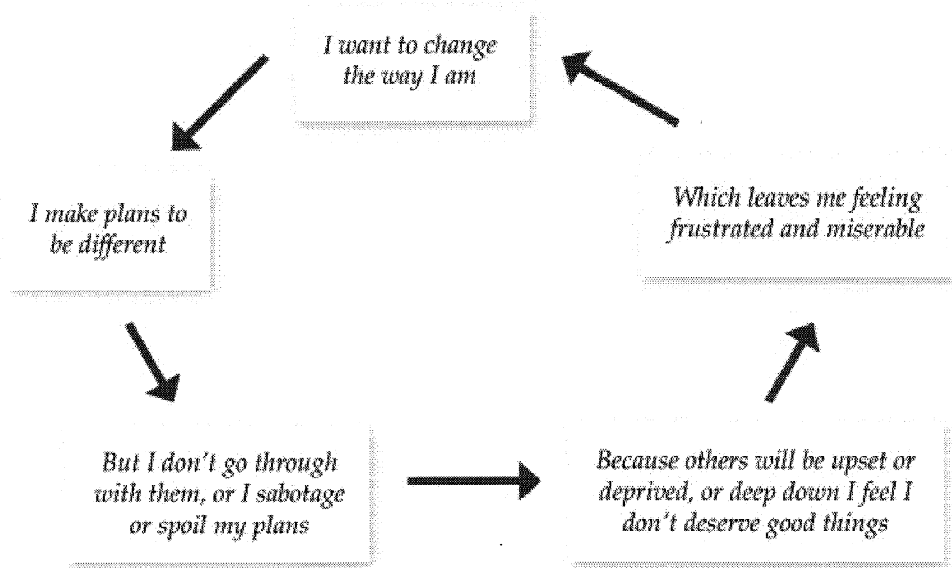 I want to change
the way I am
I make plans to
be different
But I don't go through
with them, or I sabotage
or spoil my plans
Because others will be upset or
deprived, or deep down I feel I
don't deserve good things
Which leaves me feeling
frustrated and miserable